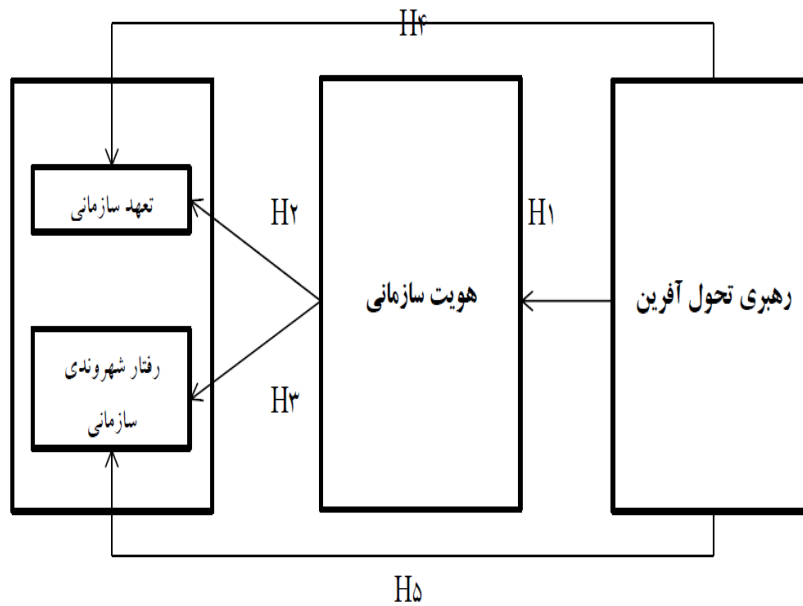 H۴
تعهد سازمانی
H۲
H۱
هویت سازمانی
رهبری تحول آفرین
رفتار شهروندی
سازمانی
H۳
H۵